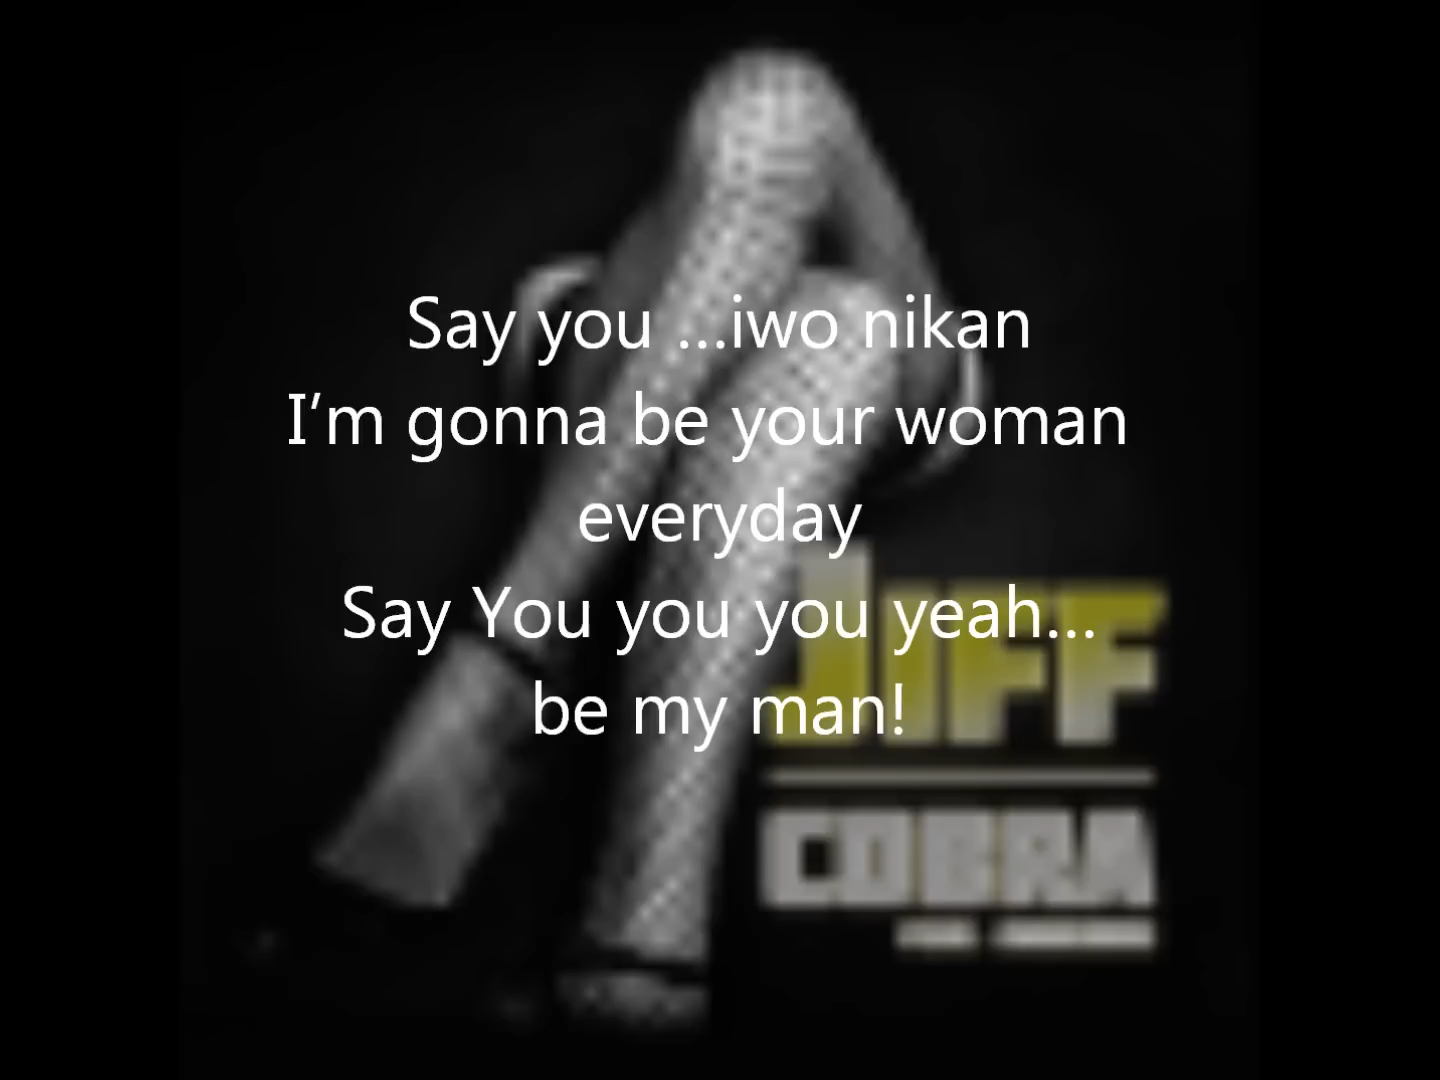 Say you ...iwo nikan
I'm gonna be your woman
everyday
Say You you you yeah...
be my man!
JIFF
COBRA